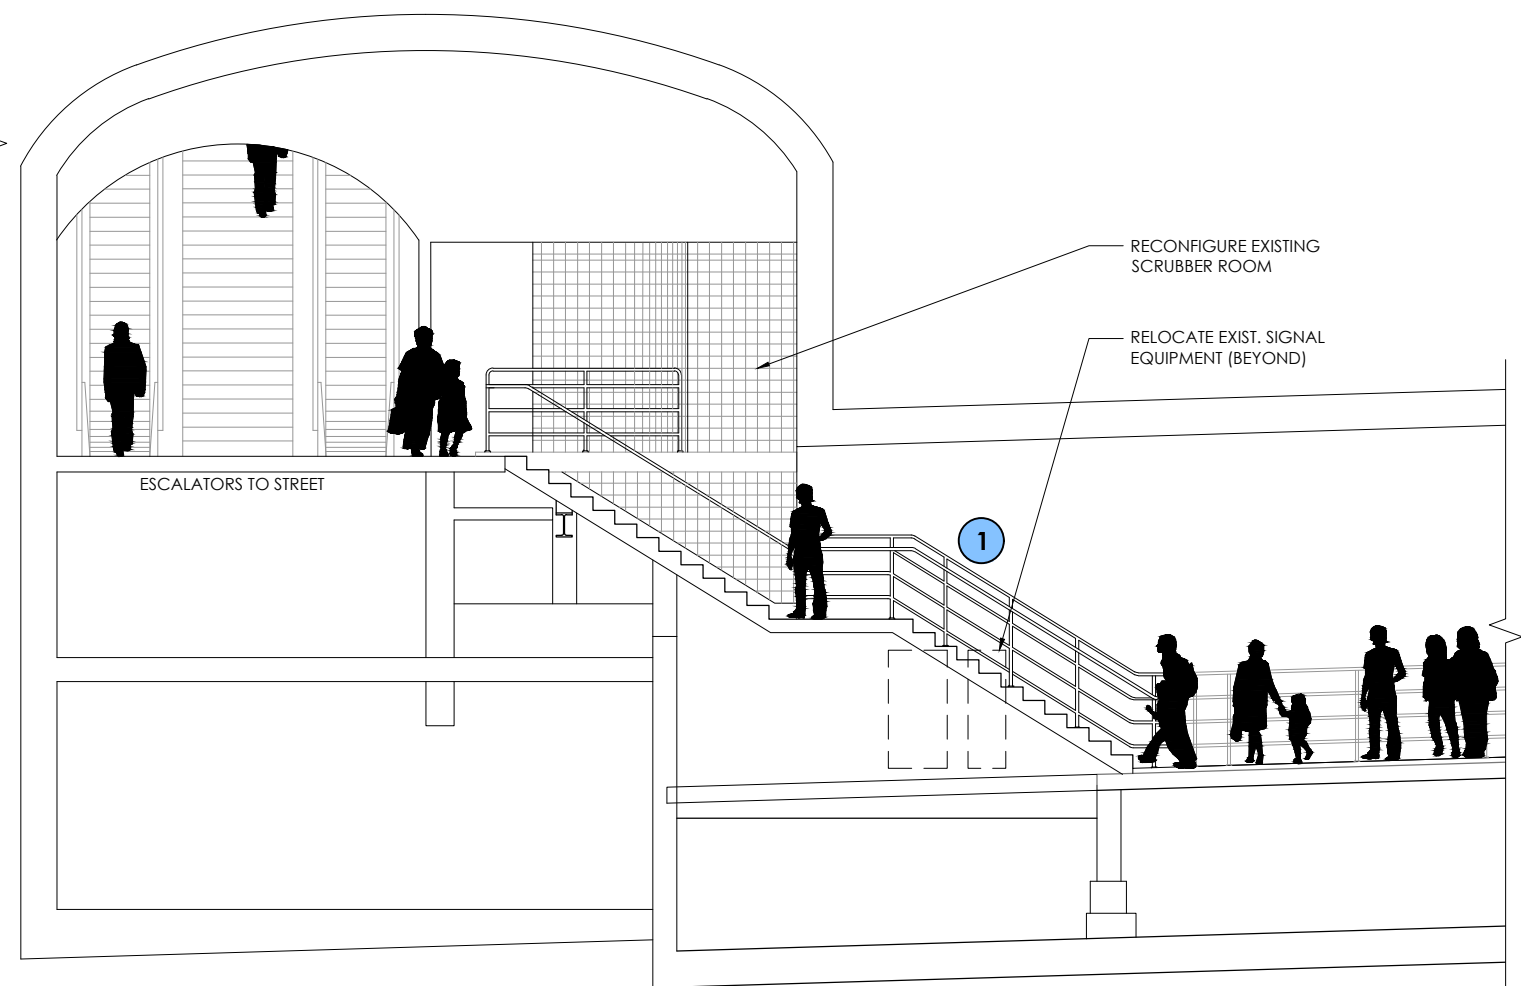 RECONFIGURE EXISTING
SCRUBBER ROOM
RELOCATE EXIST. SIGNAL
EQUIPMENT (BEYOND)
ESCALATORS TO STREET
1